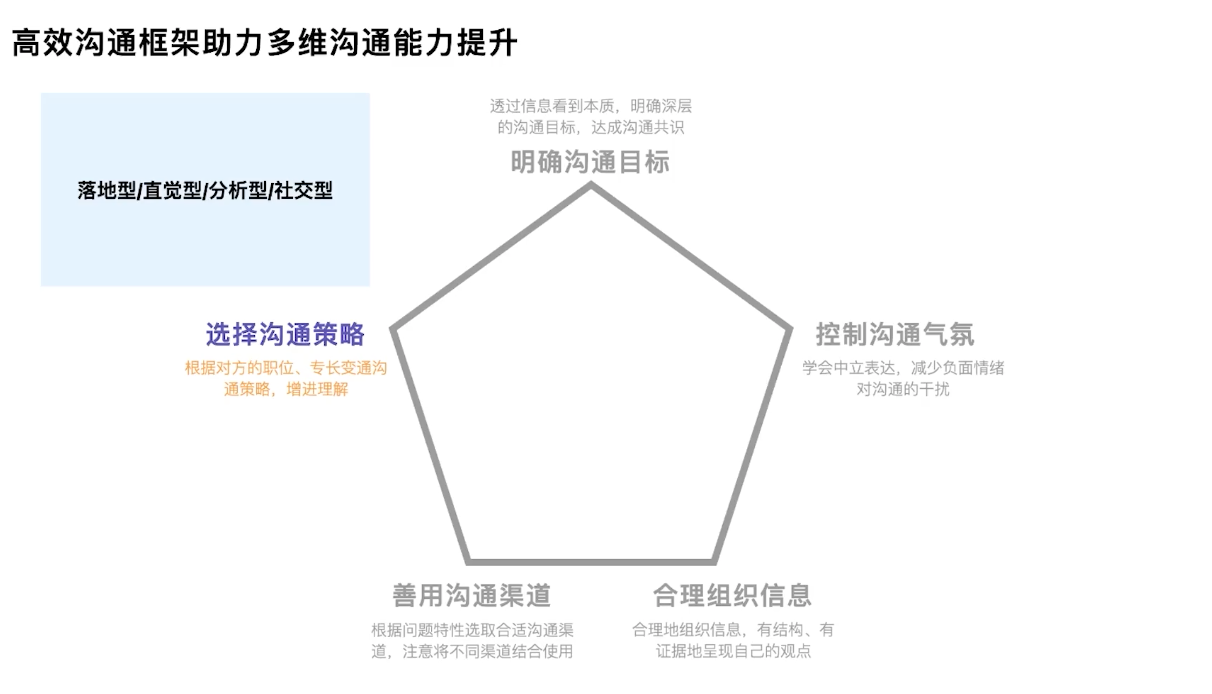 高效沟通框架助力多维沟通能力提升
透过信息看到本质，明确深层
的沟通目标，达成沟通共识
明确沟通目标
落地型/直觉型/分析型/社交型
选择沟通策略
根据对方的职位、专长变通沟
通策略，增进理解
控制沟通气氛
学会中立表达，减少负面情绪
对沟通的干扰
善用沟通渠道
根据问题特性选取合适沟通渠
道，注意将不同渠道结合使用
合理组织信息
合理地组织信息，有结构、有
证据地呈现自己的观点